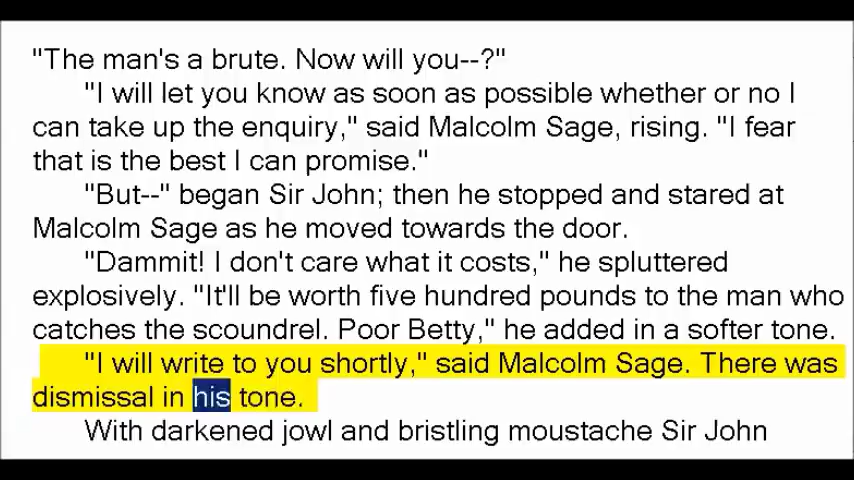 "The man's a brute. Now will you--?"
"I will let you know as soon as possible whether or no I
can take up the enquiry," said Malcolm Sage, rising. "I fear
that is the best I can promise."
"But--" began Sir John; then he stopped and stared at
Malcolm Sage as he moved towards the door.
"Dammit! I don't care what it costs," he spluttered
explosively. "It'll be worth five hundred pounds to the man who
catches the scoundrel. Poor Betty," he added in a softer tone.
"I will write to you shortly," said Malcolm Sage. There was
dismissal in his tone.
With darkened jowl and bristling moustache Sir John